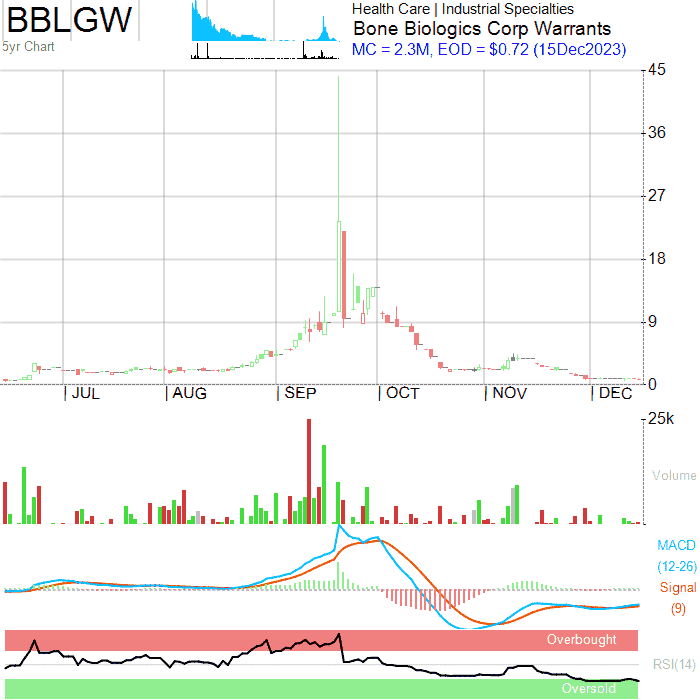 BBLGW
5yr Chart
Health Care | Industrial Specialties
Bone Biologics Corp Warrants
MC = 2.3M, EOD = $0.72 (15Dec2023)
45
36
27
18
9
0
| JUL | AUG | SEP | OCT | NOV | DEC
25k
Volume
MACD
(12-26)
Signal
(9)
Overbought
RSI(14)
Oversold